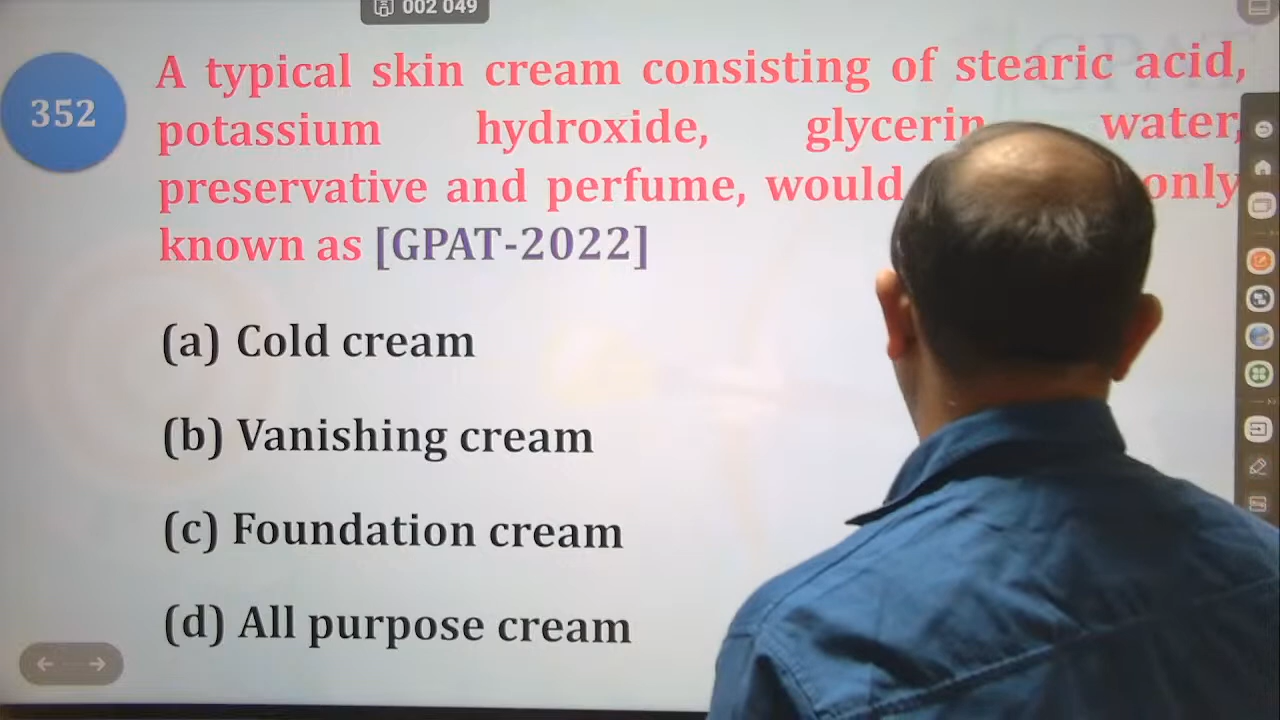 002 049
352
A typical skin cream consisting of stearic acid,
potassium hydroxide, glycerin water,
preservative and perfume, would only
known as [GPAT-2022]
(a) Cold cream
(b) Vanishing cream
(c) Foundation cream
(d) All purpose cream